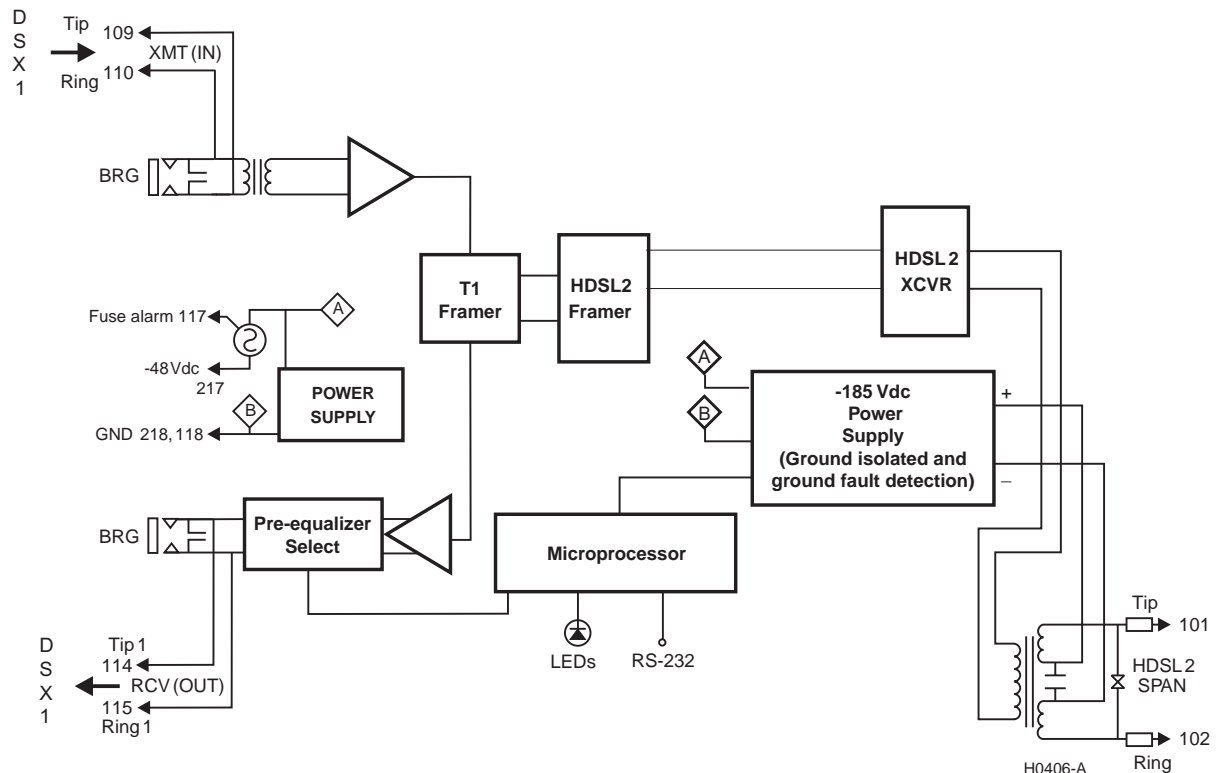 D
S
X
1
Tip
109
XMT (IN)
110
Ring
BRG
T1
Framer
HDSL2
Framer
HDSL 2
XCVR
Fuse alarm 117
A
-48Vdc
217
B
GND 218, 118
POWER
SUPPLY
A
B
-185 Vdc
Power
Supply
(Ground isolated and
ground fault detection)
+
–
BRG
Pre-equalizer
Select
Microprocessor
LEDs
RS-232
D
S
X
1
Tip 1
114
RCV (OUT)
115
Ring 1
Tip
101
HDSL 2
SPAN
102
Ring
H0406-A